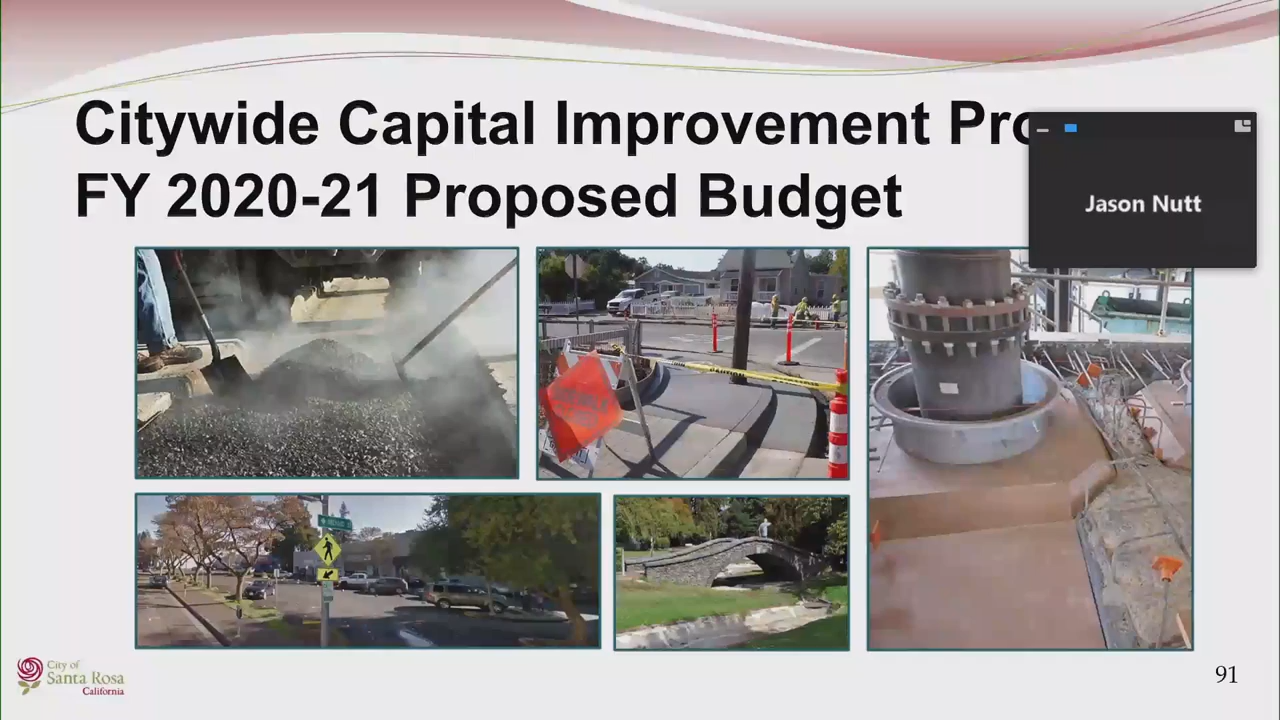 Citywide Capital Improvement Pro
FY 2020-21 Proposed Budget
Jason Nutt
City of
Santa Rosa
California
91